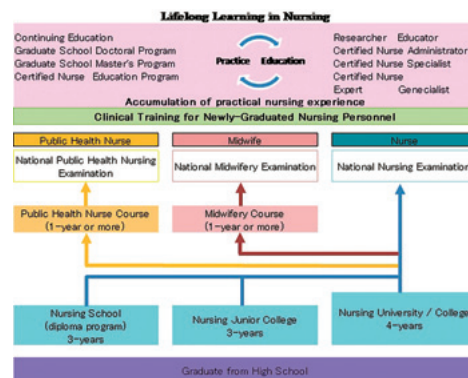 Lifelong Learning in Nursing
Continuing Education
Graduate School Doctoral Program
Graduate School Master's Program
Certified Nurse Education Program
Practice Education
Researcher Educator
Certified Nurse Administrator
Certified Nurse Specialist
Certified Nurse
Expert Genecialist
Accumulation of practical nursing experience
Clinical Training for Newly-Graduated Nursing Personnel
Public Health Nurse
National Public Health Nursing
Examination
Midwife
National Midwifery Examination
Nurse
National Nursing Examination
Public Health Nurse Course
(1-year or more)
Midwifery Course
(1-year or more)
Nursing School
(diploma program)
3-years
Nursing Junior College
3-years
Nursing University / College
4-years
Graduate from High School